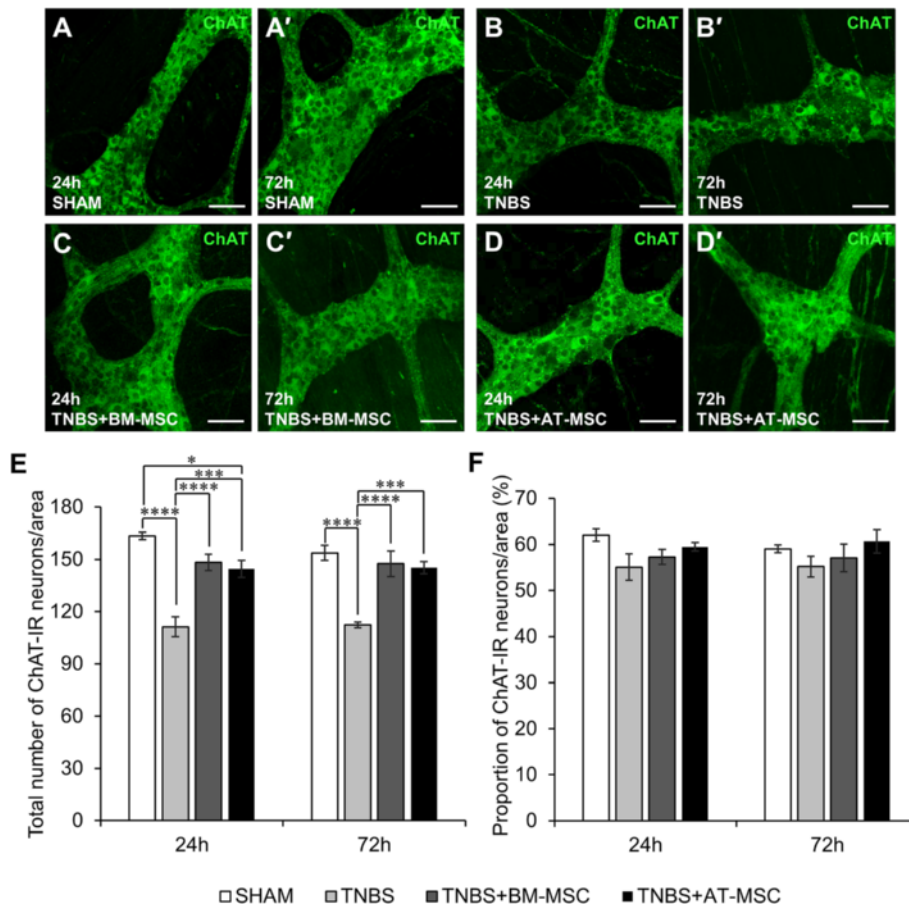 A ChAT
24h
SHAM
A′ ChAT
72h
SHAM
B ChAT
24h
TNBS
B′ ChAT
72h
TNBS
C ChAT
24h
TNBS+BM-MSC
C′ ChAT
72h
TNBS+BM-MSC
D ChAT
24h
TNBS+AT-MSC
D′ ChAT
72h
TNBS+AT-MSC
E
Total number of ChAT-IR neurons/area
180
150
120
90
60
30
0
*
***
****
****
***
****
****
24h
72h
F
Proportion of ChAT-IR neurons/area (%)
70
60
50
40
30
20
10
0
24h
72h
SHAM TNBS TNBS+BM-MSC TNBS+AT-MSC